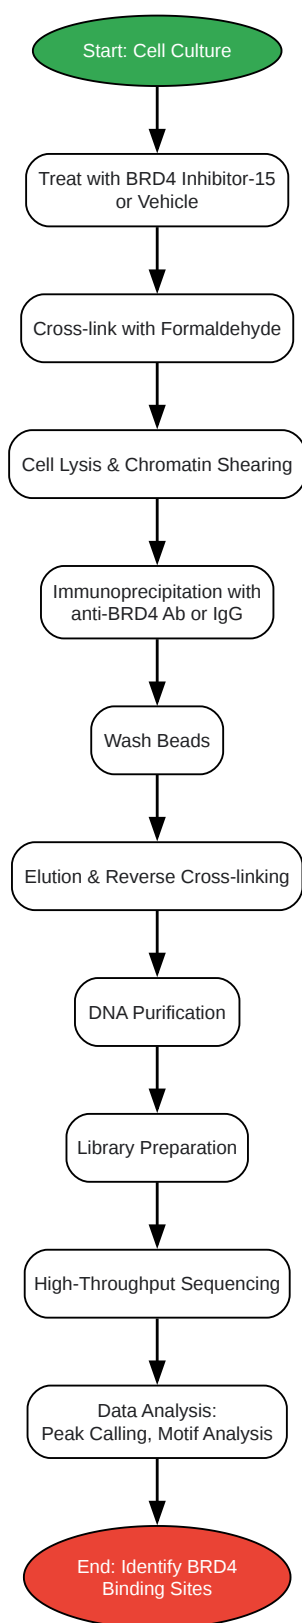 Start: Cell Culture
Treat with BRD4 Inhibitor-15
or Vehicle
Cross-link with Formaldehyde
Cell Lysis & Chromatin Shearing
Immunoprecipitation with
anti-BRD4 Ab or IgG
Wash Beads
Elution & Reverse Cross-linking
DNA Purification
Library Preparation
High-Throughput Sequencing
Data Analysis:
Peak Calling, Motif Analysis
End: Identify BRD4
Binding Sites